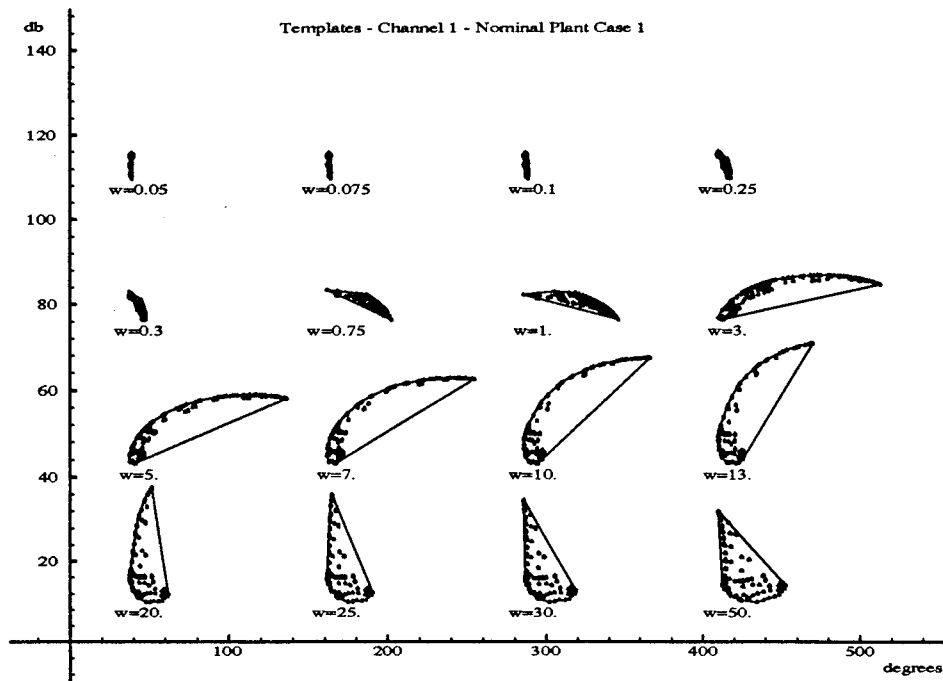 db
Templates - Channel 1 - Nominal Plant Case 1
140
120
w=0.05 w=0.075 w=0.1 w=0.25
100
80
w=0.3 w=0.75 w=1. w=3.
60
40
w=5. w=7. w=10. w=13.
20
w=20. w=25. w=30. w=50.
100 200 300 400 500
degrees